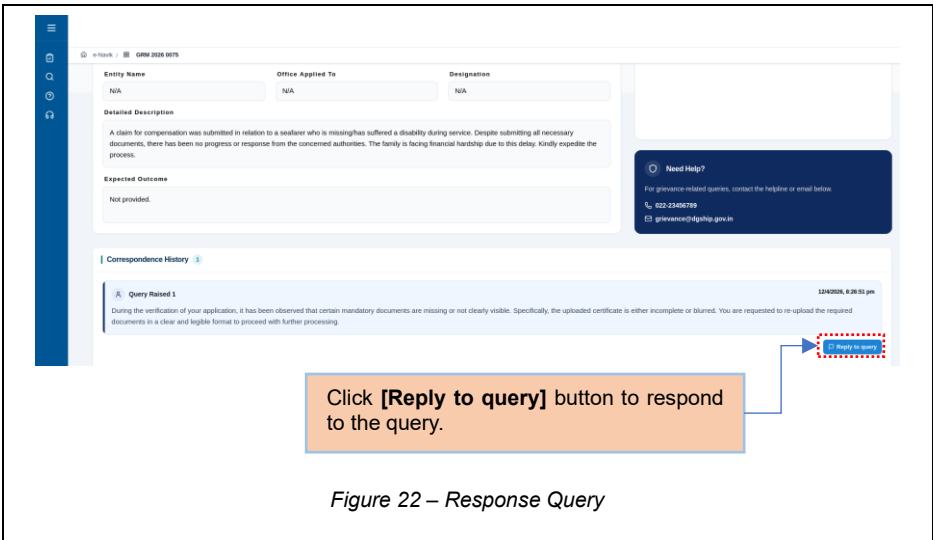 e-Navik / GRM 2026 0075
Entity Name Office Applied To Designation
N/A N/A N/A
Detailed Description
A claim for compensation was submitted in relation to a seafarer who is missing/has suffered a disability during service. Despite submitting all necessary
documents, there has been no progress or response from the concerned authorities. The family is facing financial hardship due to this delay. Kindly expedite the
process.
Expected Outcome
Not provided.
Need Help?
For grievance-related queries, contact the helpline or email below.
022-23456789
grievance@dgship.gov.in
Correspondence History 1
Query Raised 1 12/4/2026, 8:26:51 pm
During the verification of your application, it has been observed that certain mandatory documents are missing or not clearly visible. Specifically, the uploaded certificate is either incomplete or blurred. You are requested to re-upload the required
documents in a clear and legible format to proceed with further processing.
Reply to query
Click [Reply to query] button to respond
to the query.
Figure 22 – Response Query